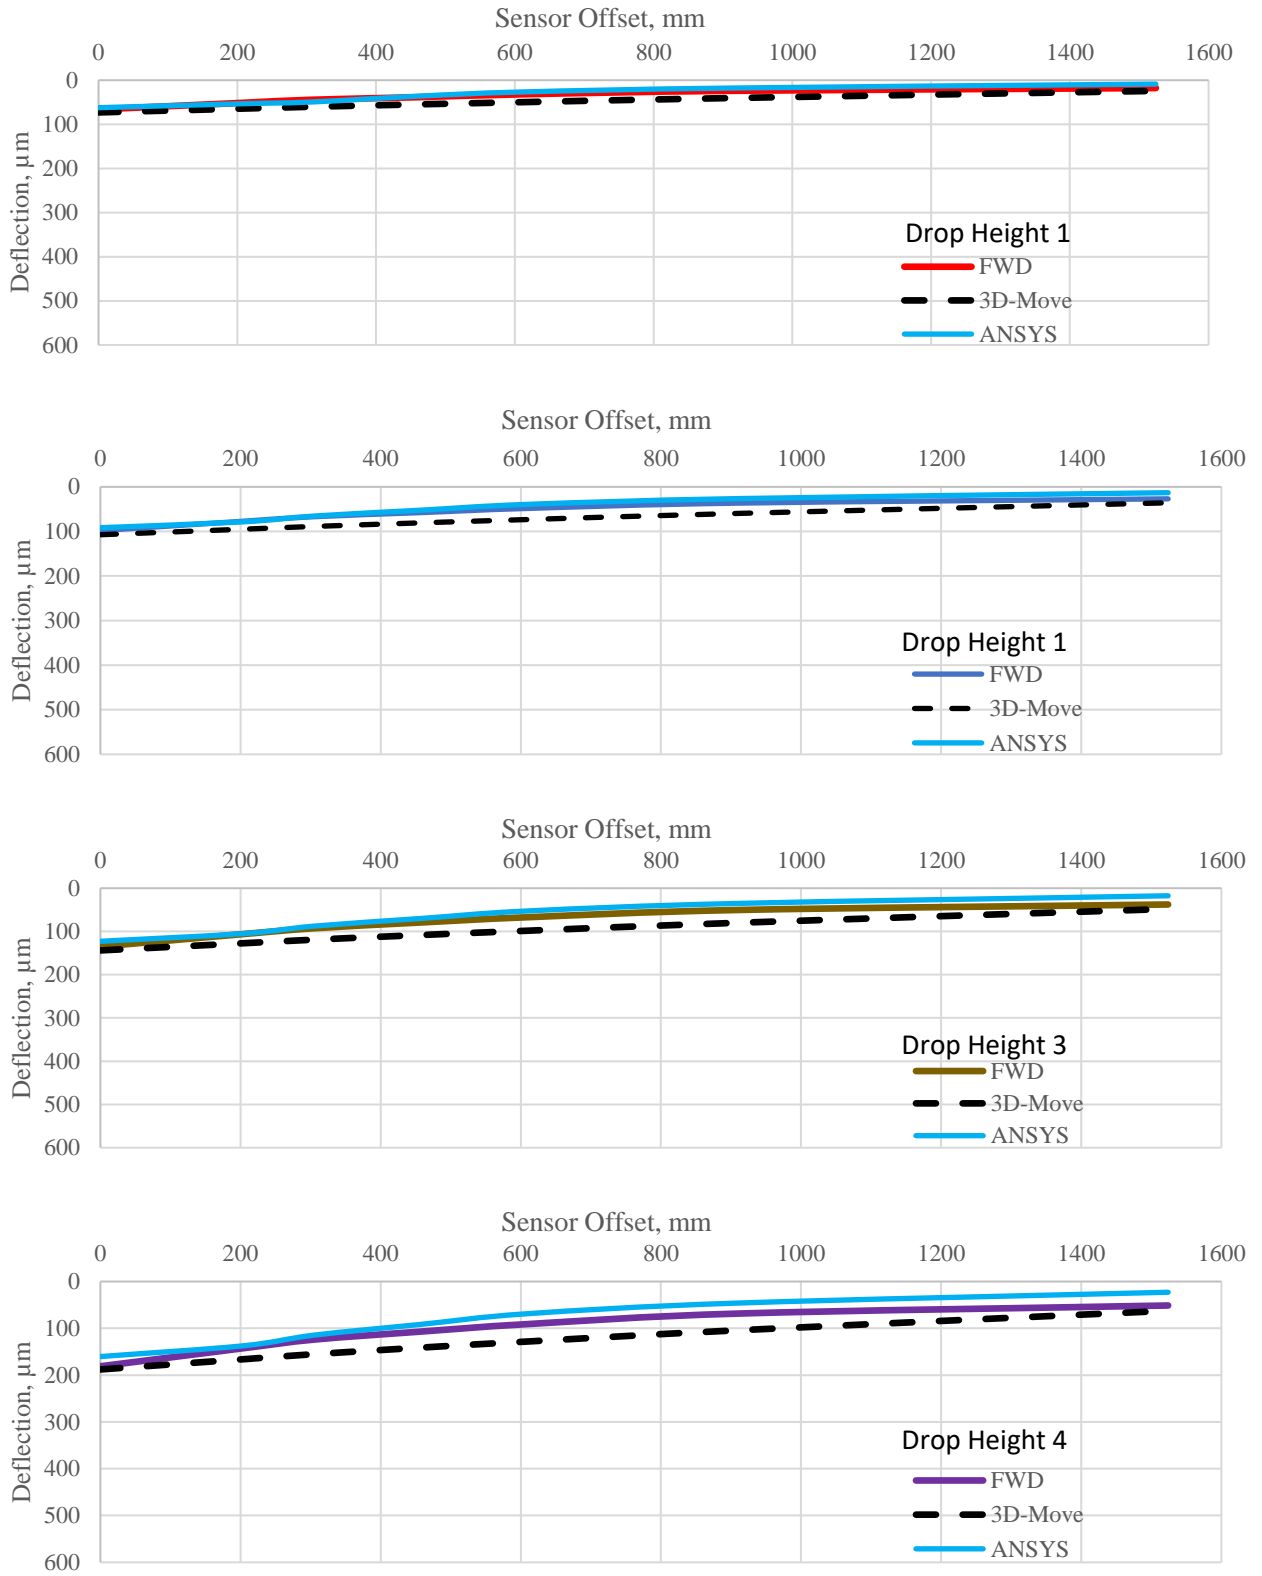 Sensor Offset, mm
0 200 400 600 800 1000 1200 1400 1600
0
100
200
300
400
500
600
Deflection, µm
Drop Height 1
FWD
3D-Move
ANSYS
Sensor Offset, mm
0 200 400 600 800 1000 1200 1400 1600
0
100
200
300
400
500
600
Deflection, µm
Drop Height 1
FWD
3D-Move
ANSYS
Sensor Offset, mm
0 200 400 600 800 1000 1200 1400 1600
0
100
200
300
400
500
600
Deflection, µm
Drop Height 3
FWD
3D-Move
ANSYS
Sensor Offset, mm
0 200 400 600 800 1000 1200 1400 1600
0
100
200
300
400
500
600
Deflection, µm
Drop Height 4
FWD
3D-Move
ANSYS